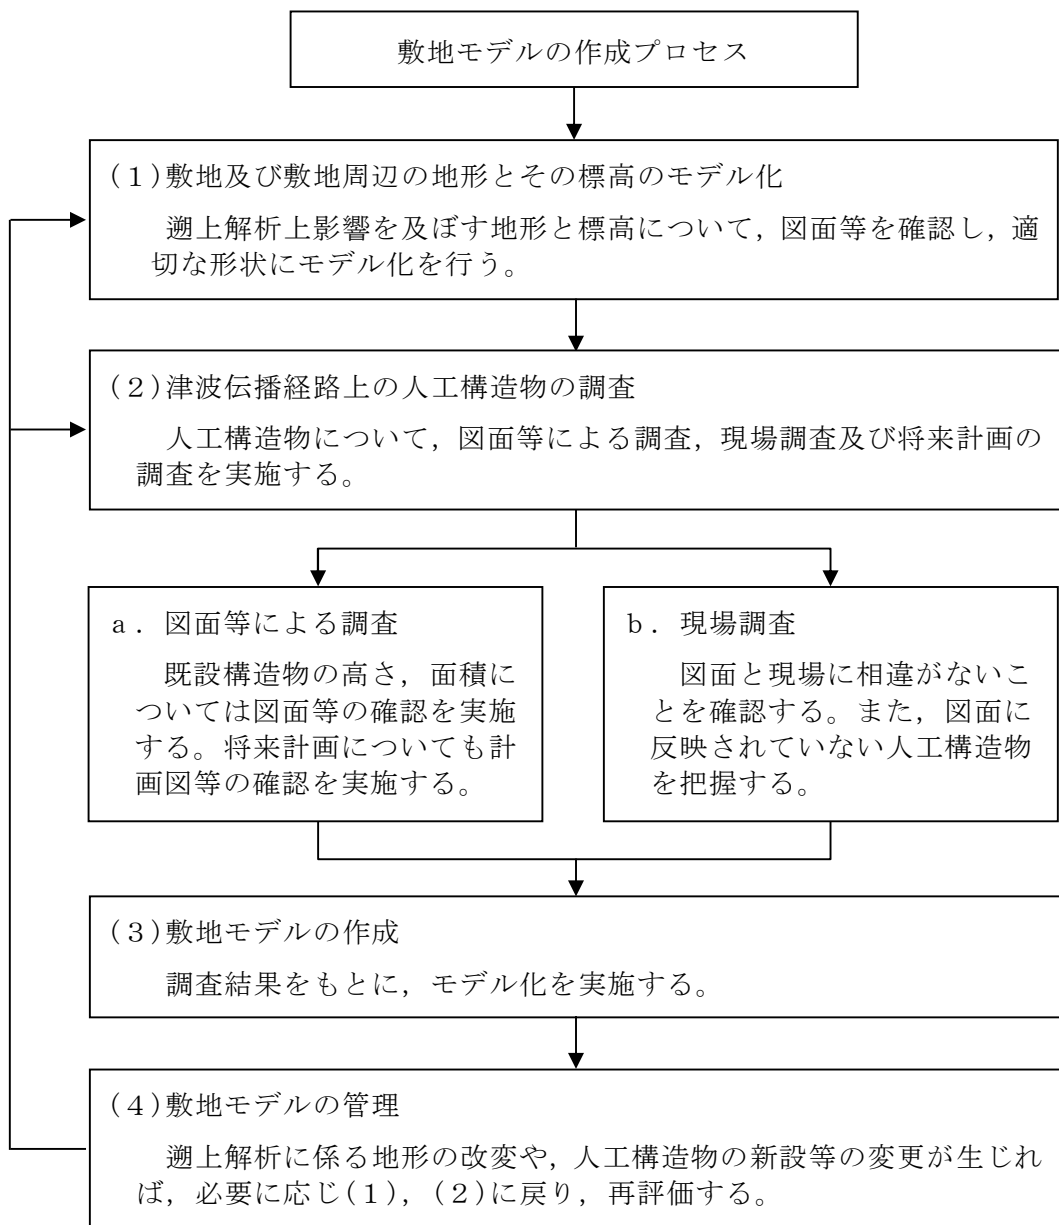 敷地モデルの作成プロセス
(1)敷地及び敷地周辺の地形とその標高のモデル化
遡上解析上影響を及ぼす地形と標高について，図面等を確認し，適
切な形状にモデル化を行う。
(2)津波伝播経路上の人工構造物の調査
人工構造物について，図面等による調査，現場調査及び将来計画の
調査を実施する。
a．図面等による調査
既設構造物の高さ，面積に
ついては図面等の確認を実施
する。将来計画についても計
画図等の確認を実施する。
b．現場調査
図面と現場に相違がないこ
とを確認する。また，図面に
反映されていない人工構造物
を把握する。
(3)敷地モデルの作成
調査結果をもとに，モデル化を実施する。
(4)敷地モデルの管理
遡上解析に係る地形の改変や，人工構造物の新設等の変更が生じれ
ば，必要に応じ(1)，(2)に戻り，再評価する。